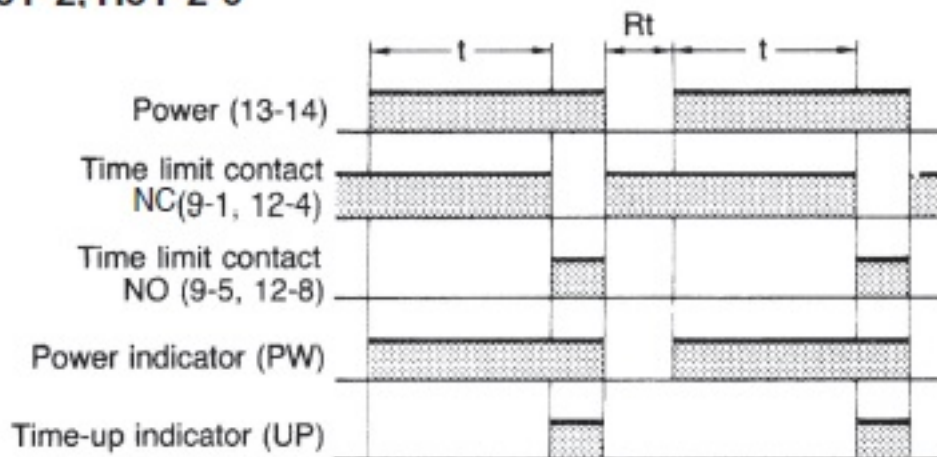 Rt
t
t
Power (13-14)
Time limit contact
NC(9-1, 12-4)
Time limit contact
NO (9-5, 12-8)
Power indicator (PW)
Time-up indicator (UP)